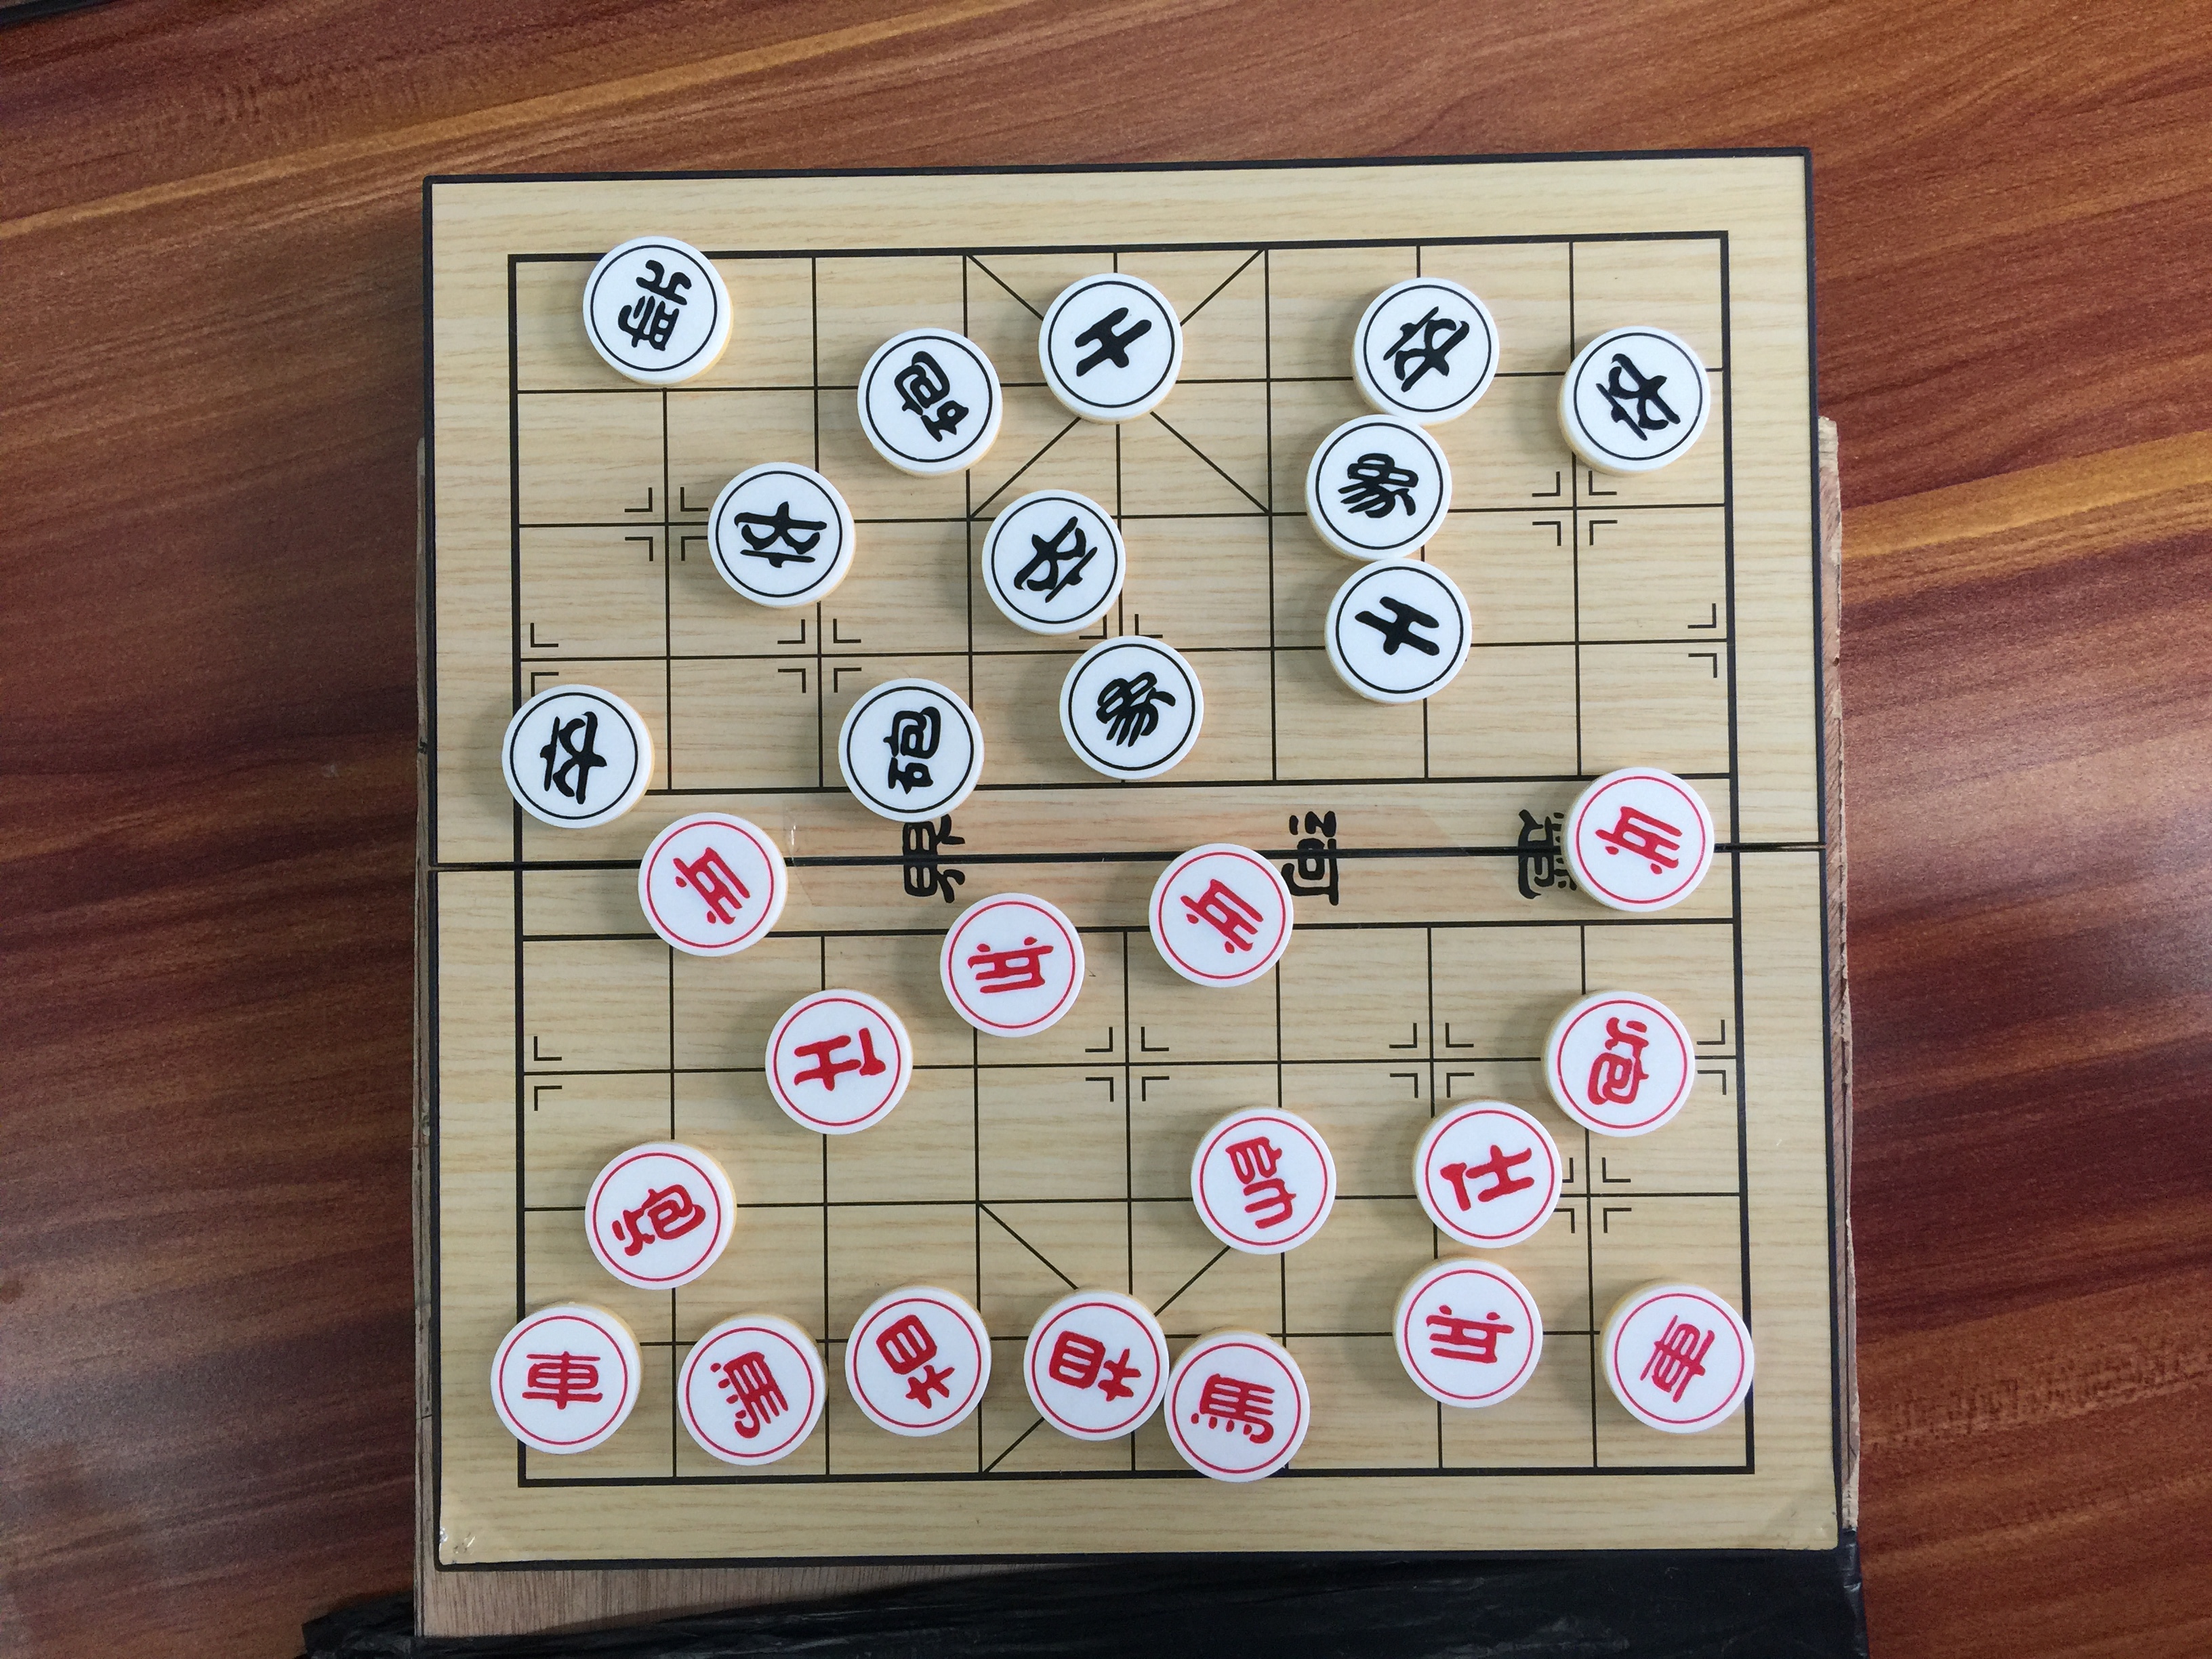 車
卒
炮
將
兵
馬
卒
仕
砲
相
砲
界
兵
卒
相
士
象
兵
馬
帥
河
象
士
卒
兵
仕
炮
兵
卒
車